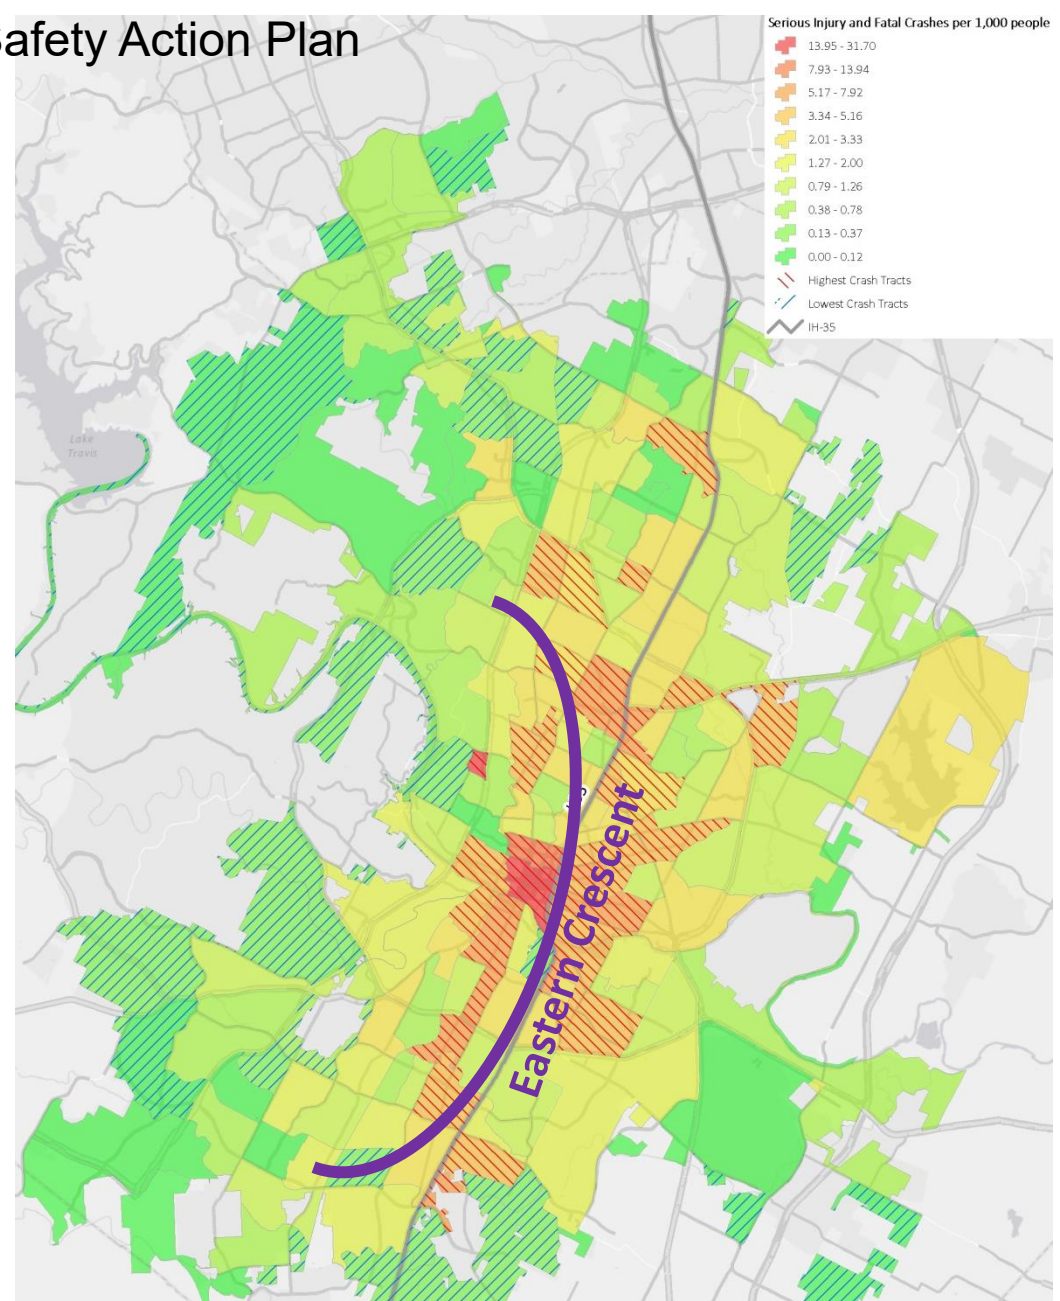 Safety Action Plan
Serious Injury and Fatal Crashes per 1,000 people
13.95 - 31.70
7.93 - 13.94
5.17 - 7.92
3.34 - 5.16
2.01 - 3.33
1.27 - 2.00
0.79 - 1.26
0.38 - 0.78
0.13 - 0.37
0.00 - 0.12
Highest Crash Tracts
Lowest Crash Tracts
IH-35
Lake
Travis
Eastern Crescent